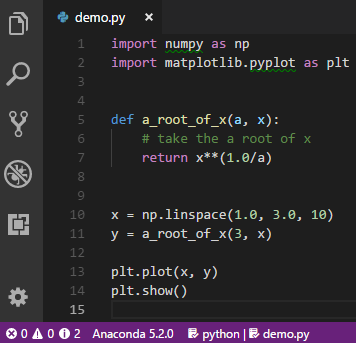 demo.py
1 import numpy as np
2 import matplotlib.pyplot as plt
3
4
5 def a_root_of_x(a, x):
6     # take the a root of x
7     return x**(1.0/a)
8
9
10 x = np.linspace(1.0, 3.0, 10)
11 y = a_root_of_x(3, x)
12
13 plt.plot(x, y)
14 plt.show()
15
0 0 2 Anaconda 5.2.0 python | demo.py